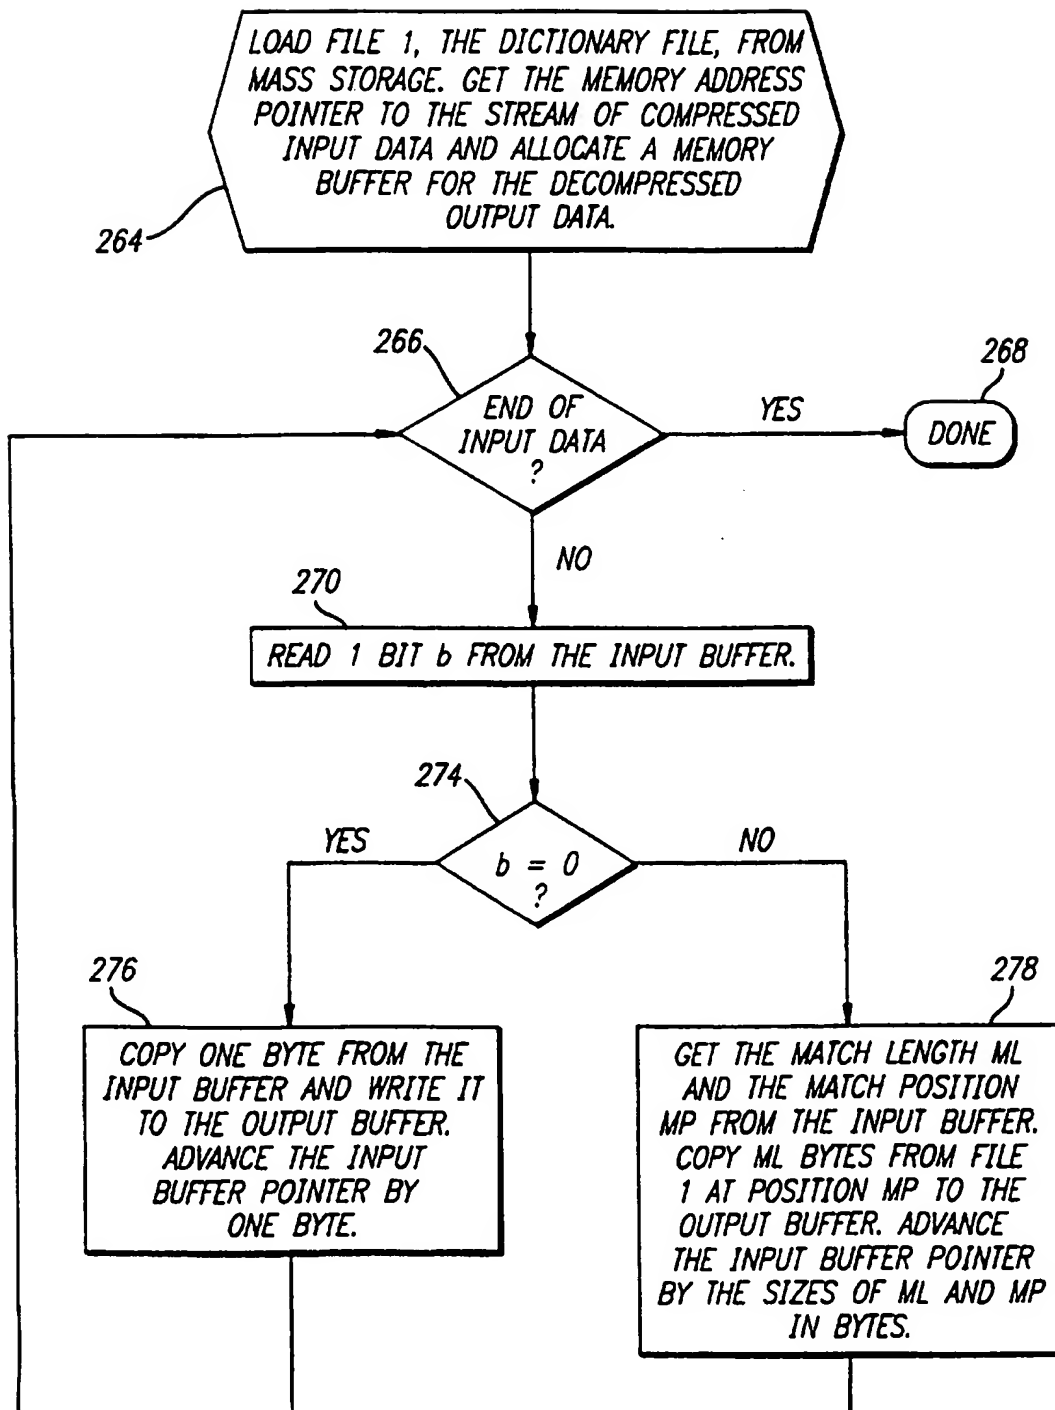 LOAD FILE 1, THE DICTIONARY FILE, FROM
MASS STORAGE. GET THE MEMORY ADDRESS
POINTER TO THE STREAM OF COMPRESSED
INPUT DATA AND ALLOCATE A MEMORY
BUFFER FOR THE DECOMPRESSED
OUTPUT DATA.
264
266
END OF
INPUT DATA
?
YES
268
DONE
NO
270
READ 1 BIT b FROM THE INPUT BUFFER.
274
YES
b = 0
?
NO
276
COPY ONE BYTE FROM THE
INPUT BUFFER AND WRITE IT
TO THE OUTPUT BUFFER.
ADVANCE THE INPUT
BUFFER POINTER BY
ONE BYTE.
278
GET THE MATCH LENGTH ML
AND THE MATCH POSITION
MP FROM THE INPUT BUFFER.
COPY ML BYTES FROM FILE
1 AT POSITION MP TO THE
OUTPUT BUFFER. ADVANCE
THE INPUT BUFFER POINTER
BY THE SIZES OF ML AND MP
IN BYTES.